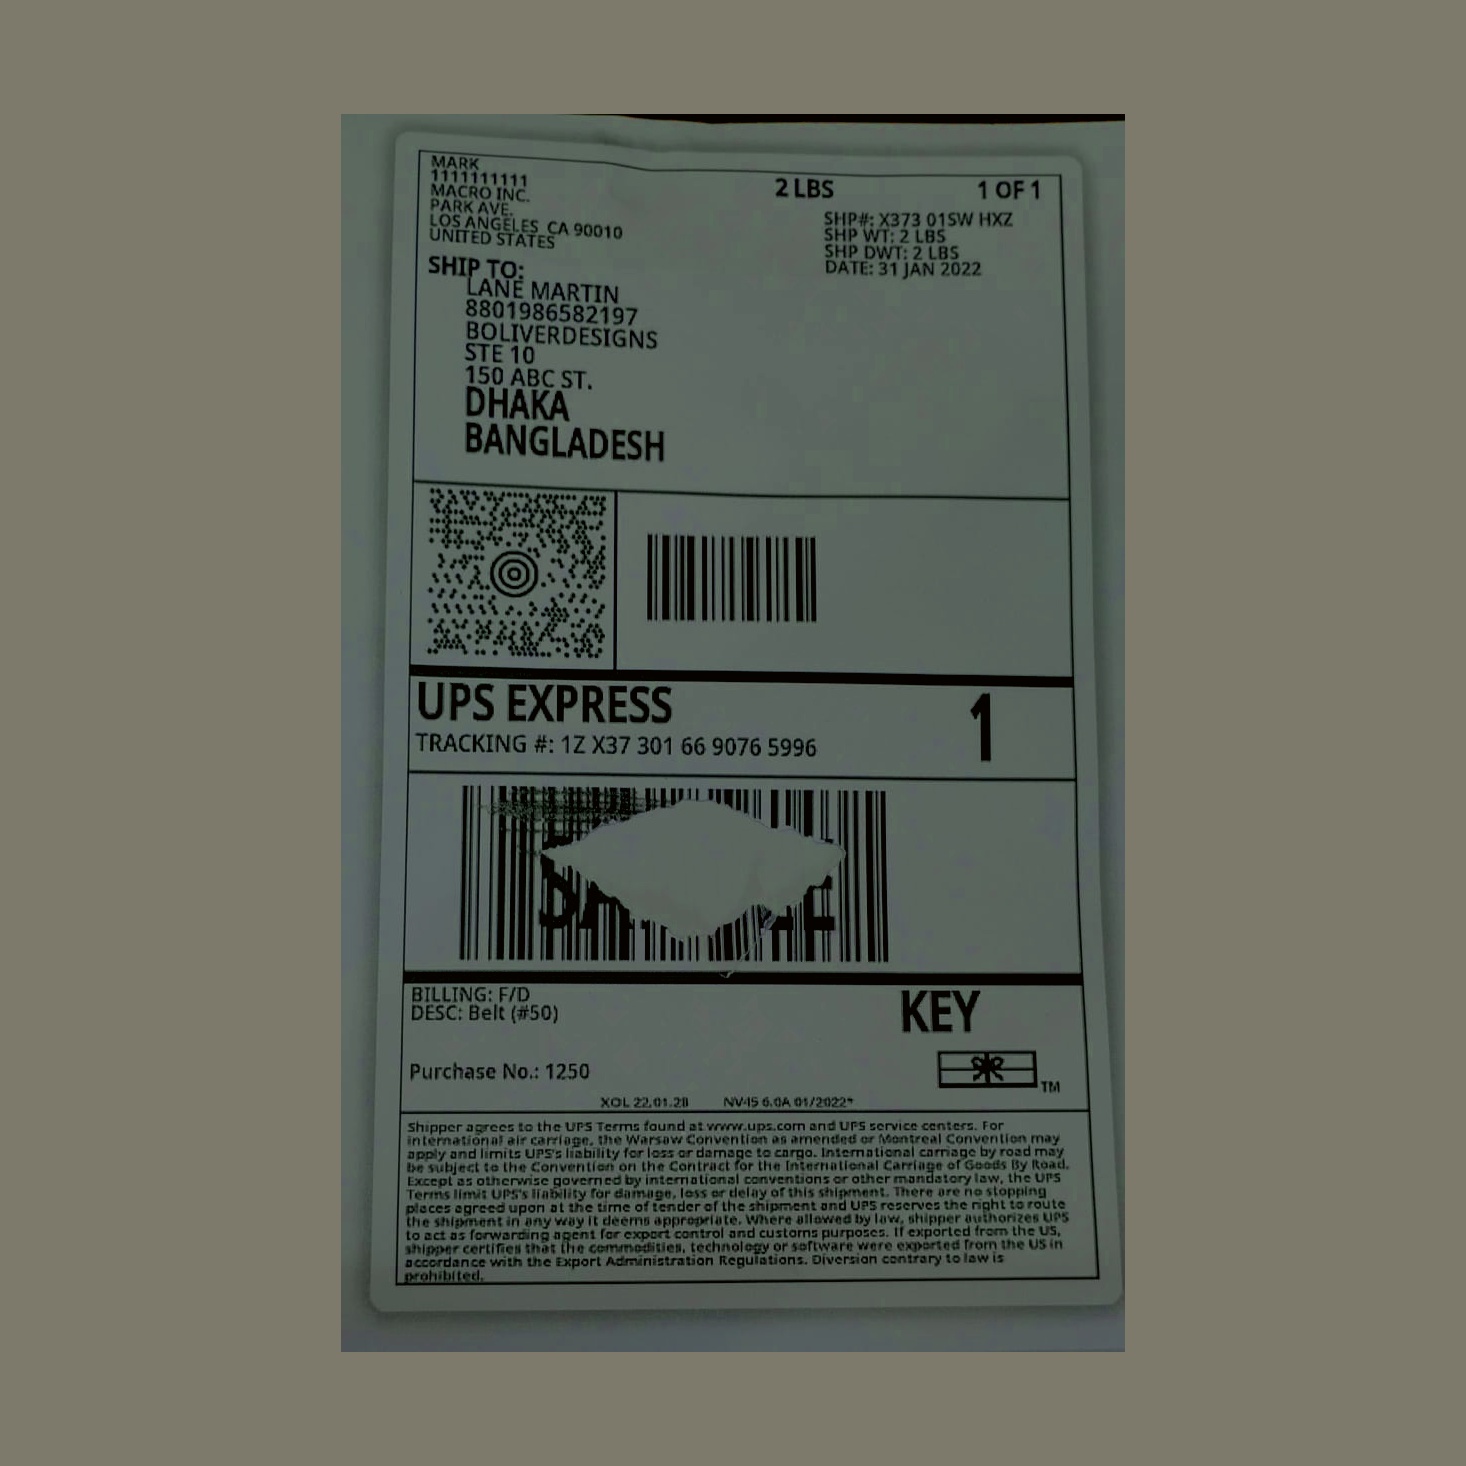 MARK
1111111111
MACRO INC.
PARK AVE.
LOS ANGELES CA 90010
UNITED STATES
2 LBS
1 OF 1
SHP#: X373 01SW HXZ
SHP WT: 2 LBS
SHP DWT: 2 LBS
DATE: 31 JAN 2022
SHIP TO:
LANE MARTIN
8801986582197
BOLIVERDESIGNS
STE 10
150 ABC ST.
DHAKA
BANGLADESH
UPS EXPRESS
1
TRACKING #: 1Z X37 301 66 9076 5996
BILLING: F/D
DESC: Belt (#50)
KEY
Purchase No.: 1250
TM
XOL 22.01.28 NV45 6.0A 01/2022*
Shipper agrees to the UPS Terms found at www.ups.com and UPS service centers. For
international air carriage, the Warsaw Convention as amended or Montreal Convention may
apply and limits UPS's liability for loss or damage to cargo. International carriage by road may
be subject to the Convention on the Contract for the International Carriage of Goods By Road.
Except as otherwise governed by international conventions or other mandatory law, the UPS
Terms limit UPS's liability for damage, loss or delay of this shipment. There are no stopping
places agreed upon at the time of tender of the shipment and UPS reserves the right to route
the shipment in any way it deems appropriate. Where allowed by law, shipper authorizes UPS
to act as forwarding agent for export control and customs purposes. If exported from the US,
shipper certifies that the commodities, technology or software were exported from the US in
accordance with the Export Administration Regulations. Diversion contrary to law is
prohibited.